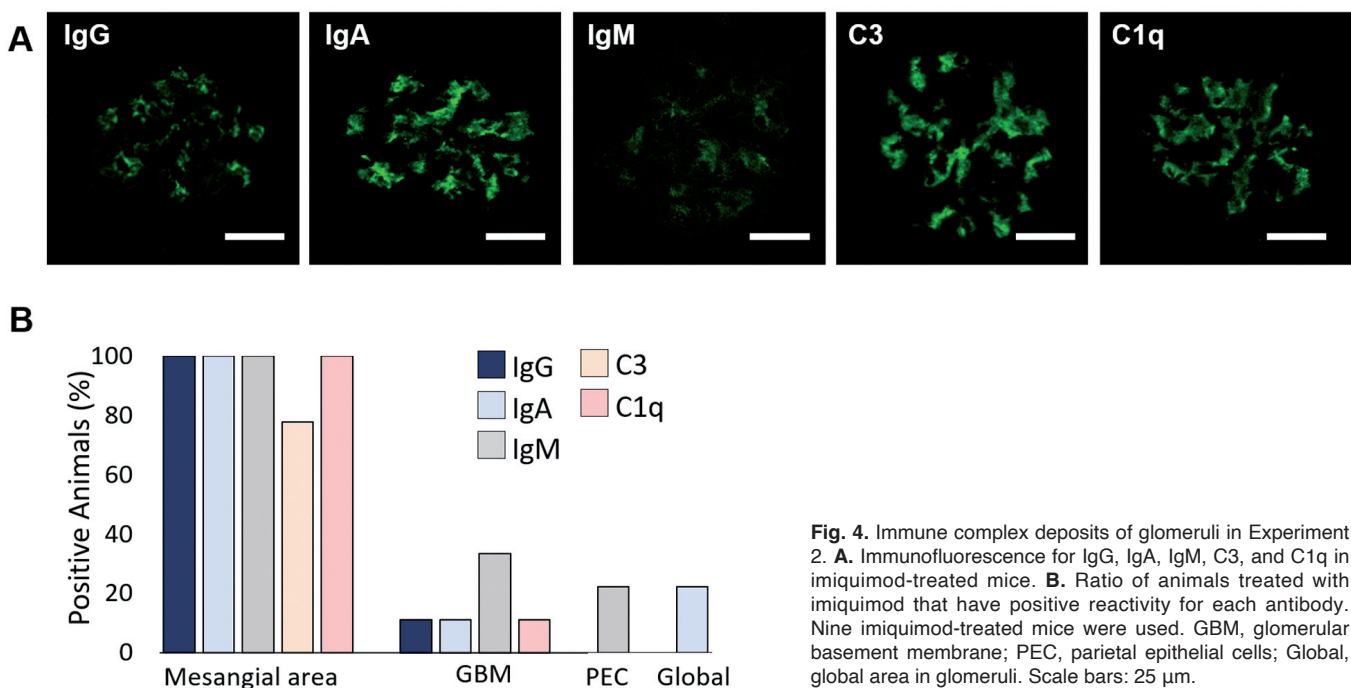 A
IgG
IgA
IgM
C3
C1q
B
Positive Animals (%)
100
80
60
40
20
0
IgG
C3
IgA
C1q
IgM
Mesangial area
GBM
PEC
Global
Fig. 4. Immune complex deposits of glomeruli in Experiment
2. A. Immunofluorescence for IgG, IgA, IgM, C3, and C1q in
imiquimod-treated mice. B. Ratio of animals treated with
imiquimod that have positive reactivity for each antibody.
Nine imiquimod-treated mice were used. GBM, glomerular
basement membrane; PEC, parietal epithelial cells; Global,
global area in glomeruli. Scale bars: 25 μm.